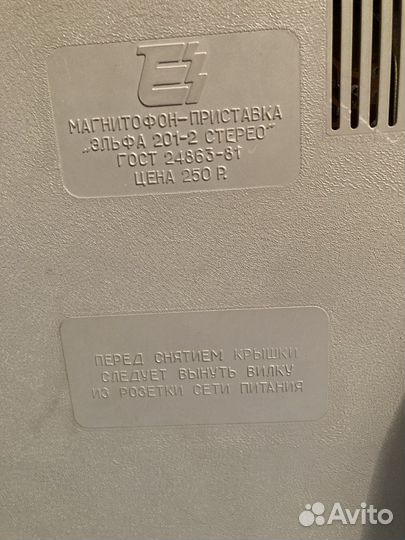 МАГНИТОФОН-ПРИСТАВКА
„ЭЛЬФА 201-2 СТЕРЕО"
ГОСТ 24863-81
ЦЕНА 250 Р.
ПЕРЕД СНЯТИЕМ КРЫШКИ
СЛЕДУЕТ ВЫНУТЬ ВИЛКУ
ИЗ РОЗЕТКИ СЕТИ ПИТАНИЯ
Avito